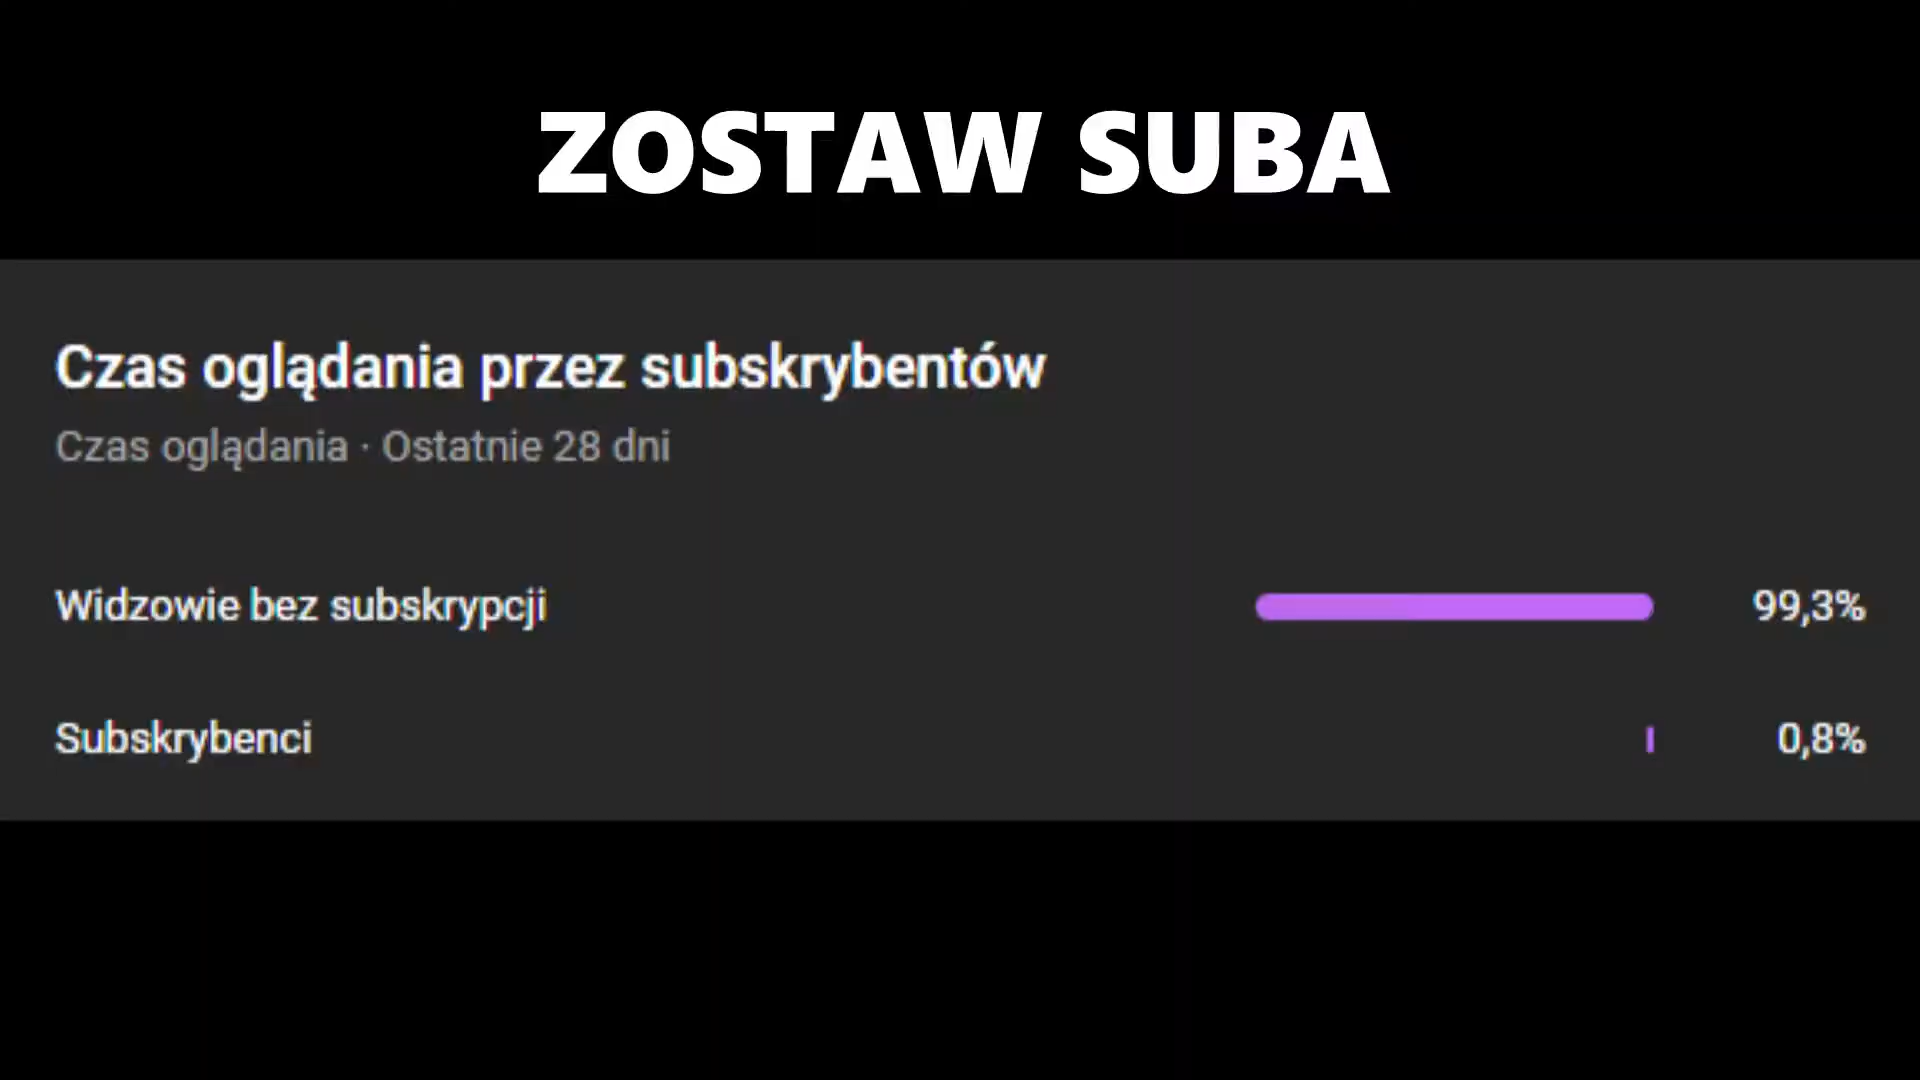 ZOSTAW SUBA
Czas oglądania przez subskrybentów
Czas oglądania · Ostatnie 28 dni
Widzowie bez subskrypcji 99,3%
Subskrybenci 0,8%